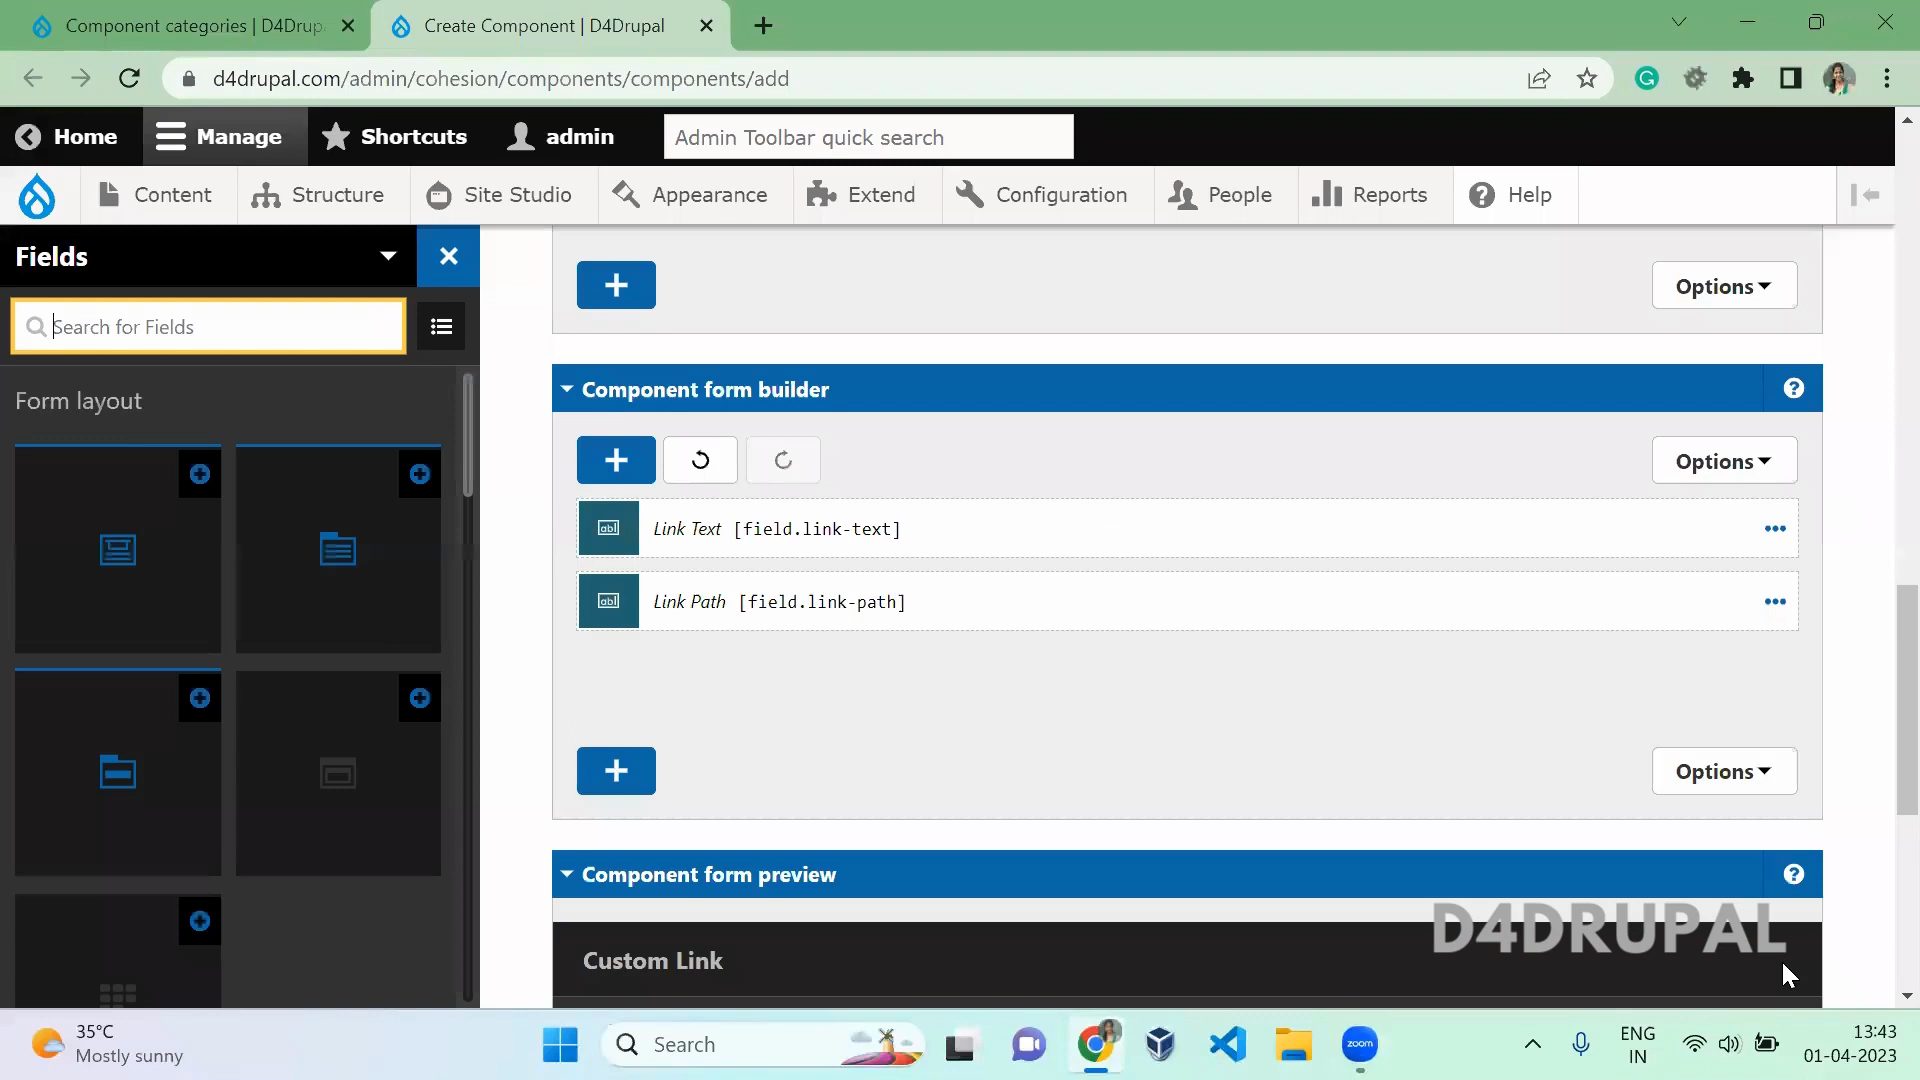 Component categories | D4Drup
Create Component | D4Drupal
d4drupal.com/admin/cohesion/components/components/add
Home
Manage
Shortcuts
admin
Admin Toolbar quick search
Content
Structure
Site Studio
Appearance
Extend
Configuration
People
Reports
Help
Fields
Search for Fields
Form layout
Options
Component form builder
Options
abl
Link Text [field.link-text]
abl
Link Path [field.link-path]
Options
Component form preview
D4DRUPAL
Custom Link
35°C
Mostly sunny
Search
zoom
ENG
IN
13:43
01-04-2023